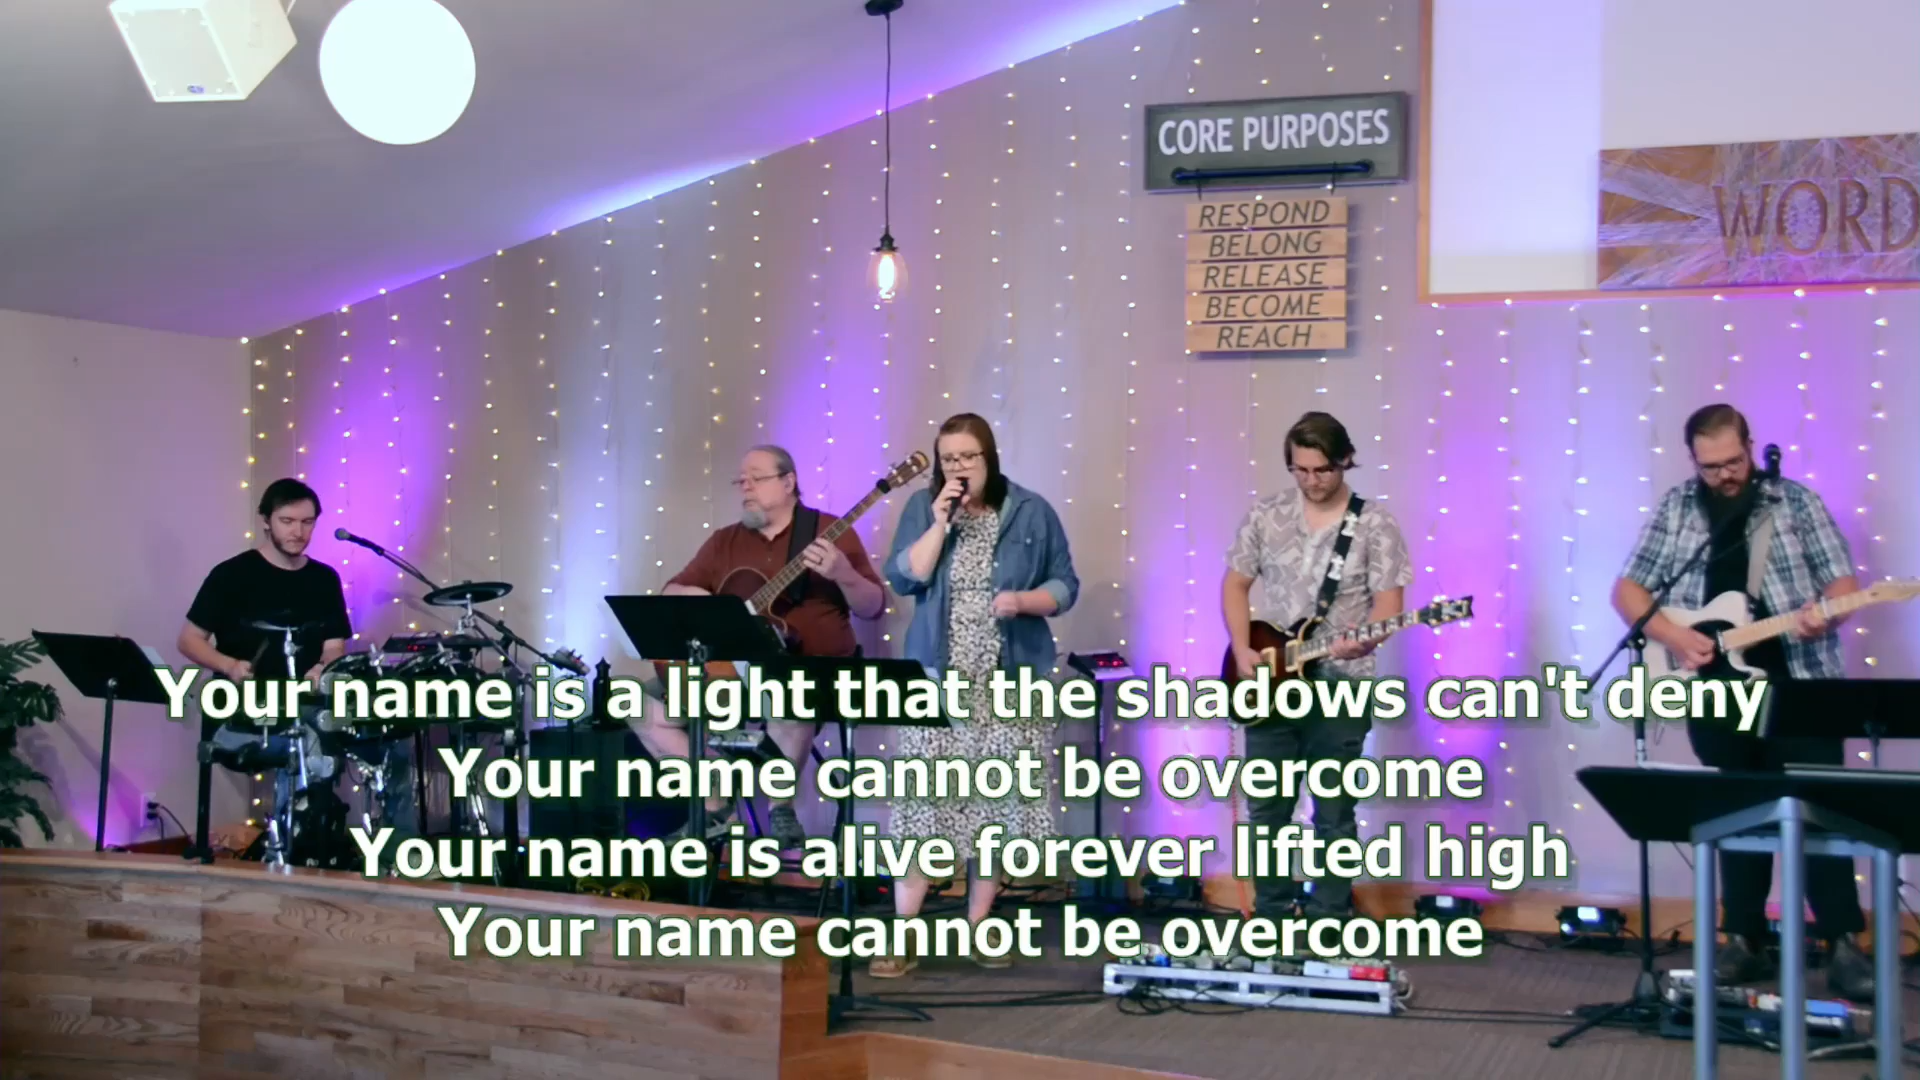 CORE PURPOSES
RESPOND
BELONG
RELEASE
BECOME
REACH
WORD
Your name is a light that the shadows can't deny
Your name cannot be overcome
Your name is alive forever lifted high
Your name cannot be overcome